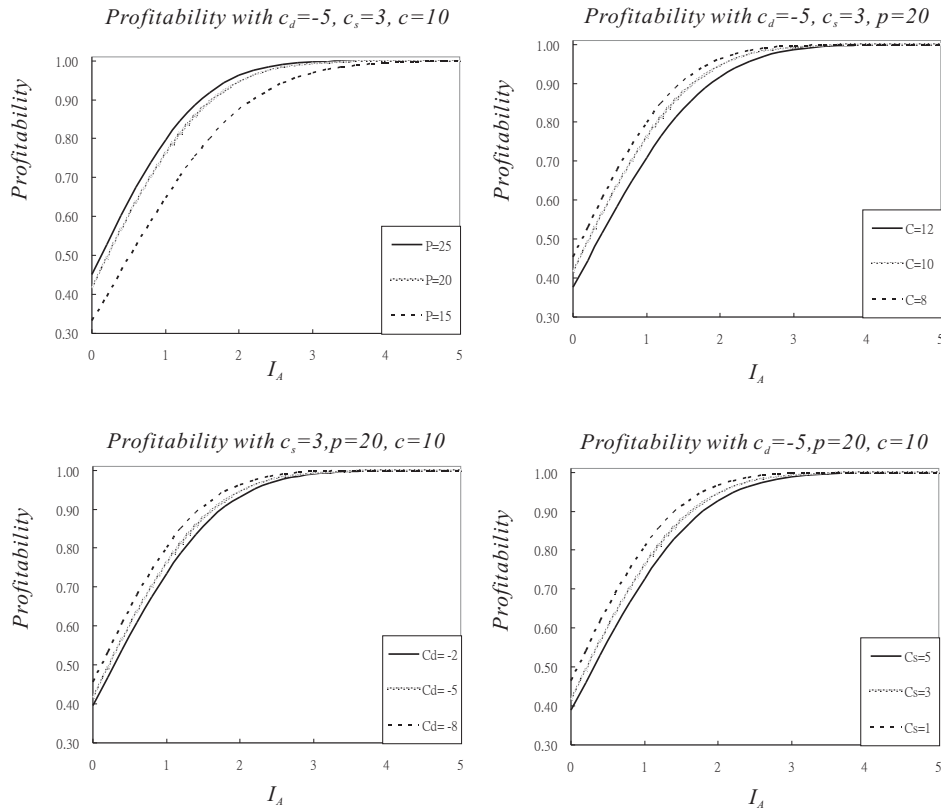 Profitability with c_d=-5, c_s=3, c=10
Profitability
1.00
0.90
0.80
0.70
0.60
0.50
0.40
0.30
P=25
P=20
P=15
0 1 2 3 4 5
I_A
Profitability with c_d=-5, c_s=3, p=20
Profitability
1.00
0.90
0.80
0.70
0.60
0.50
0.40
0.30
C=12
C=10
C=8
0 1 2 3 4 5
I_A
Profitability with c_s=3,p=20, c=10
Profitability
1.00
0.90
0.80
0.70
0.60
0.50
0.40
0.30
Cd= -2
Cd= -5
Cd= -8
0 1 2 3 4 5
I_A
Profitability with c_d=-5,p=20, c=10
Profitability
1.00
0.90
0.80
0.70
0.60
0.50
0.40
0.30
Cs=5
Cs=3
Cs=1
0 1 2 3 4 5
I_A